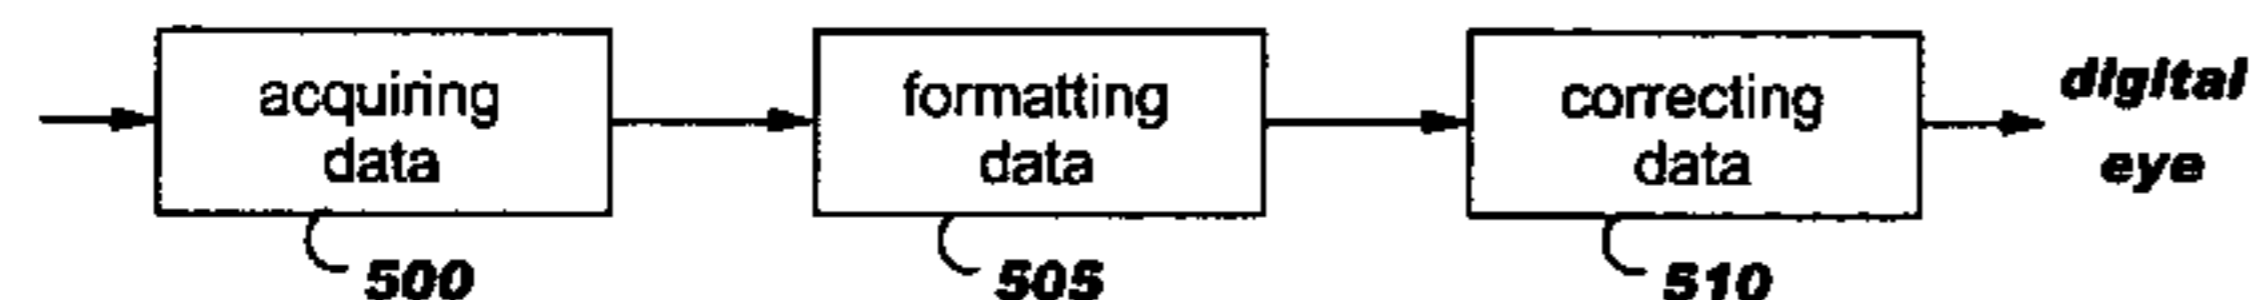 acquiring
data
500
formatting
data
505
correcting
data
510
digital
eye